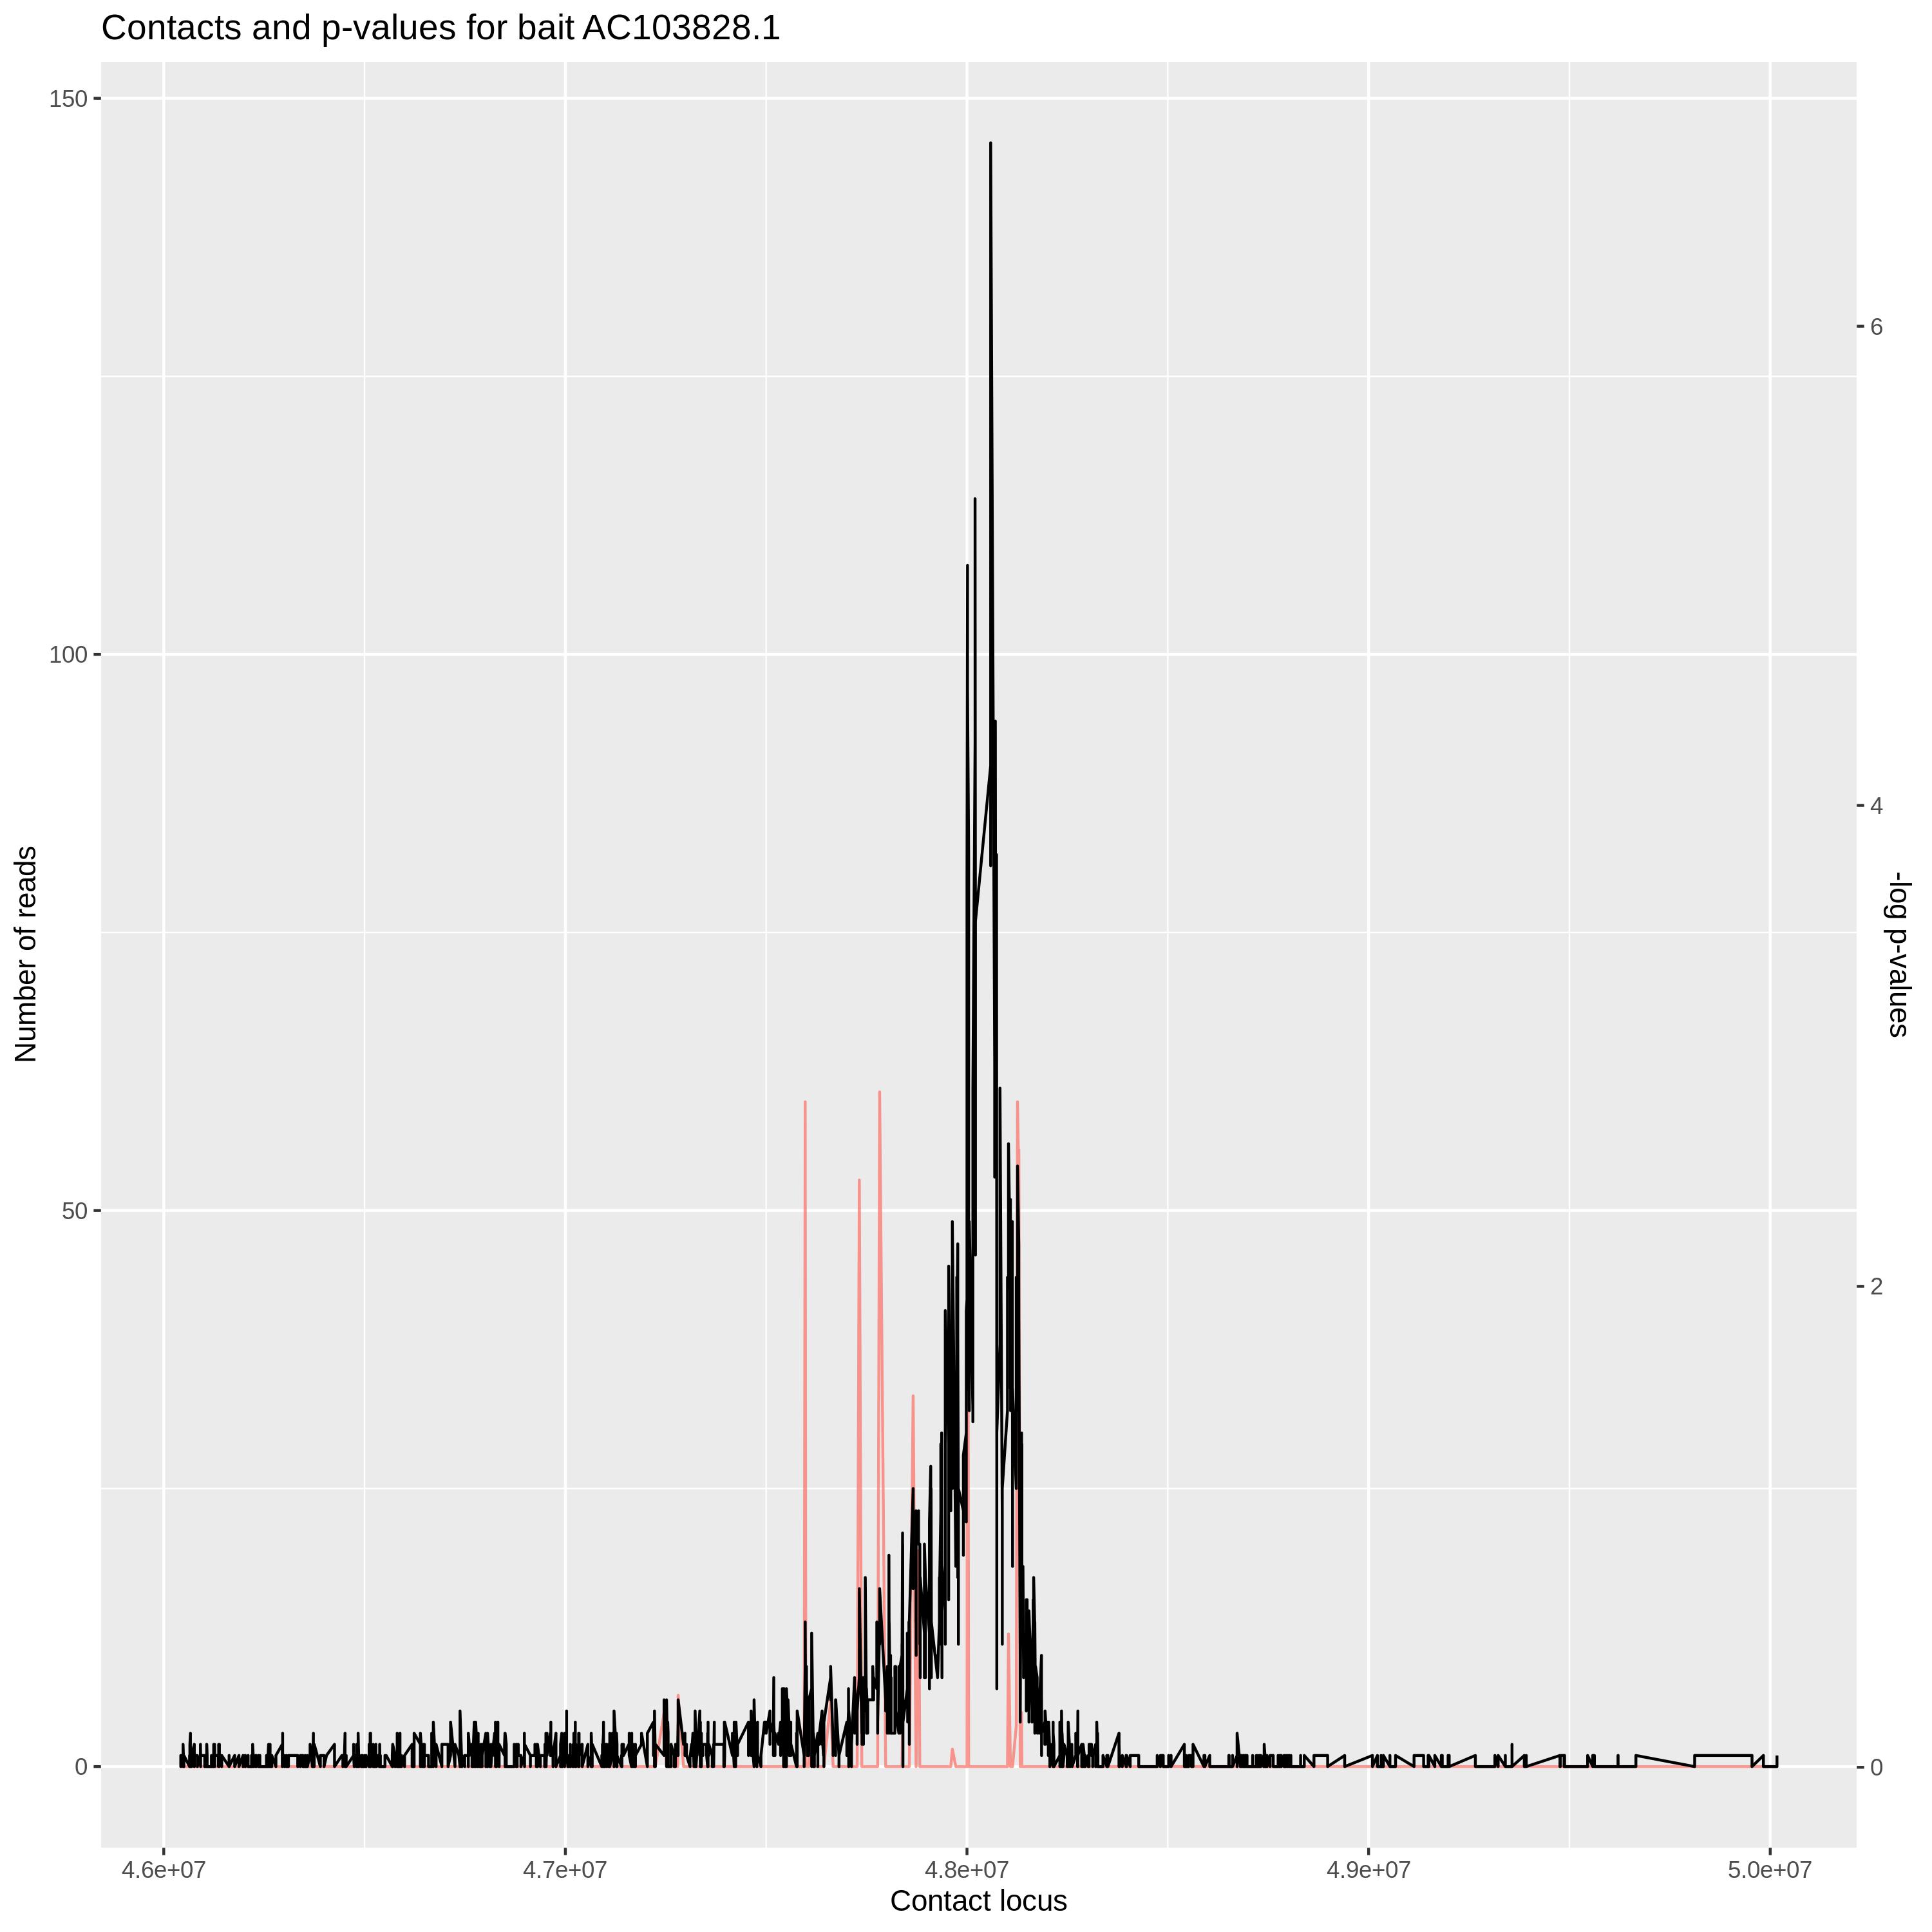 Contacts and p-values for bait AC103828.1
150
100
50
0
Number of reads
6
4
2
0
-log p-values
4.6e+07 4.7e+07 4.8e+07 4.9e+07 5.0e+07
Contact locus